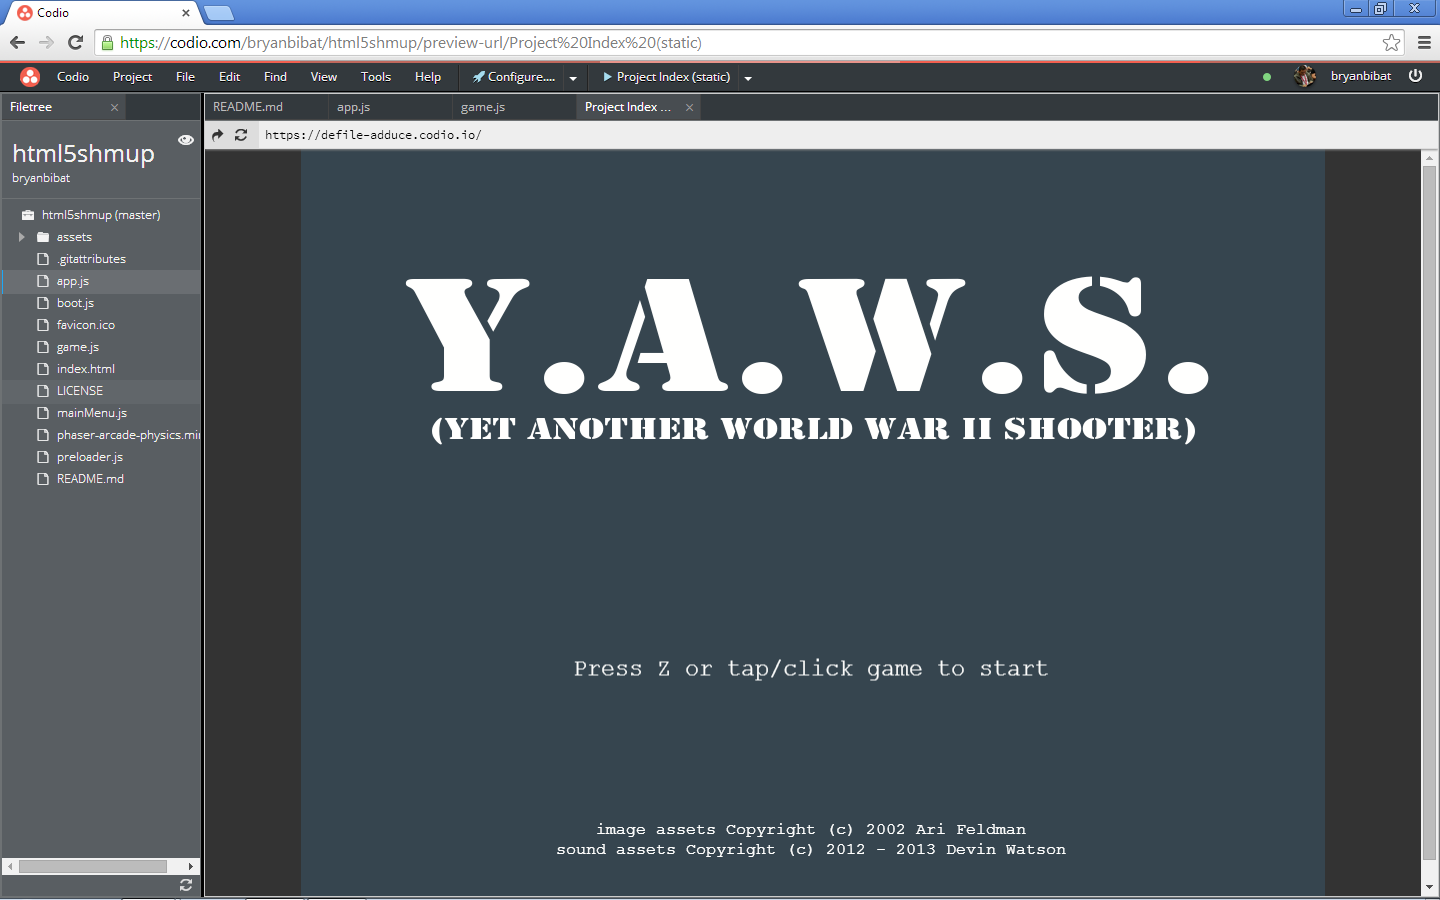 Codio
https://codio.com/bryanbibat/html5shmup/preview-url/Project%20Index%20(static)
Codio Project File Edit Find View Tools Help Configure.... Project Index (static) bryanbibat
Filetree README.md app.js game.js Project Index ...
https://defile-adduce.codio.io/
html5shmup
bryanbibat
html5shmup (master)
assets
.gitattributes
app.js
boot.js
favicon.ico
game.js
index.html
LICENSE
mainMenu.js
phaser-arcade-physics.mi
preloader.js
README.md
Y.A.W.S.
(YET ANOTHER WORLD WAR II SHOOTER)
Press Z or tap/click game to start
image assets Copyright (c) 2002 Ari Feldman
sound assets Copyright (c) 2012 - 2013 Devin Watson